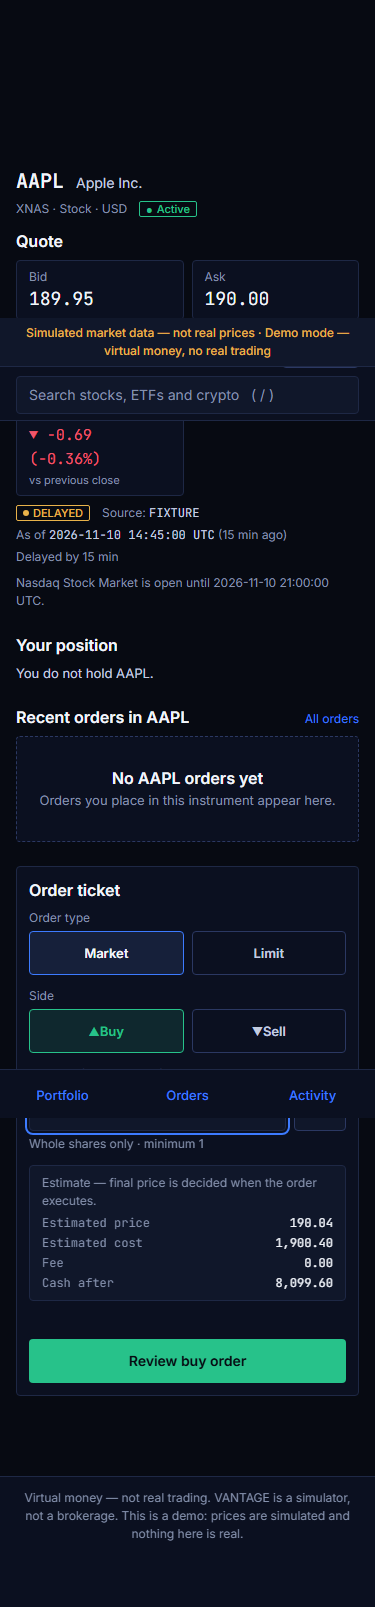 AAPL Apple Inc.
XNAS · Stock · USD Active
Quote
Bid
189.95
Ask
190.00
Simulated market data — not real prices · Demo mode —
virtual money, no real trading
Search stocks, ETFs and crypto ( / )
▼ -0.69
(-0.36%)
vs previous close
DELAYED Source: FIXTURE
As of 2026-11-10 14:45:00 UTC (15 min ago)
Delayed by 15 min
Nasdaq Stock Market is open until 2026-11-10 21:00:00
UTC.
Your position
You do not hold AAPL.
Recent orders in AAPL All orders
No AAPL orders yet
Orders you place in this instrument appear here.
Order ticket
Order type
Market Limit
Side
▲Buy ▼Sell
Portfolio Orders Activity
Whole shares only · minimum 1
Estimate — final price is decided when the order
executes.
Estimated price 190.04
Estimated cost 1,900.40
Fee 0.00
Cash after 8,099.60
Review buy order
Virtual money — not real trading. VANTAGE is a simulator,
not a brokerage. This is a demo: prices are simulated and
nothing here is real.